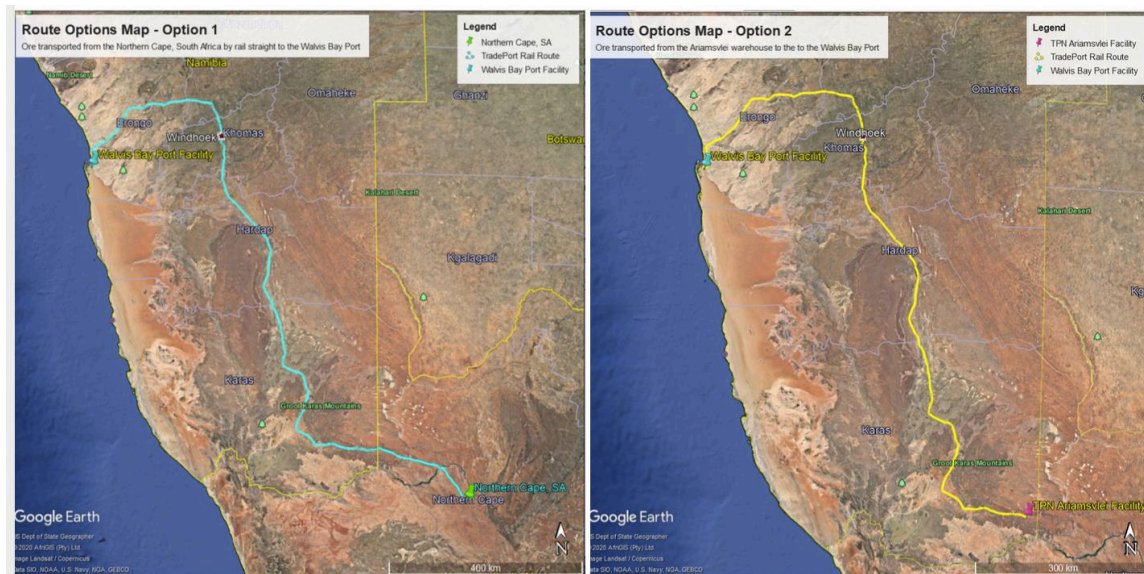 Route Options Map - Option 1
Ore transported from the Northern Cape, South Africa by rail straight to the Walvis Bay Port
Legend
Northern Cape, SA
TradePort Rail Route
Walvis Bay Port Facility
Namibia
Namib Desert
Omaheke
Ghanzi
Erongo
Windhoek
Khomas
Botswa
Walvis Bay Port Facility
Kalahari Desert
Hardap
Kgalagadi
Karas
Groot Karas Mountains
Northern Cape, SA
Northern Cape
Google Earth
S Dept of State Geographer
©2020 AfriGIS (Pty) Ltd.
mage Landsat / Copernicus
ata SIO, NOAA, U.S. Navy, NGA, GEBCO
400 km
N
Route Options Map - Option 2
Ore transported from the Ariamsvlei warehouse to the to the Walvis Bay Port
Legend
TPN Ariamsvlei Facility
TradePort Rail Route
Walvis Bay Port Facility
Omaheke
Erongo
Windhoek
Khomas
Walvis Bay Port Facility
Kalahari Desert
Hardap
Kg
Karas
Groot Karas Mountains
TPN Ariamsvlei Facility
Google Earth
S Dept of State Geographer
©2020 AfriGIS (Pty) Ltd.
mage Landsat / Copernicus
ata SIO, NOAA, U.S. Navy, NGA, GEBCO
300 km
N